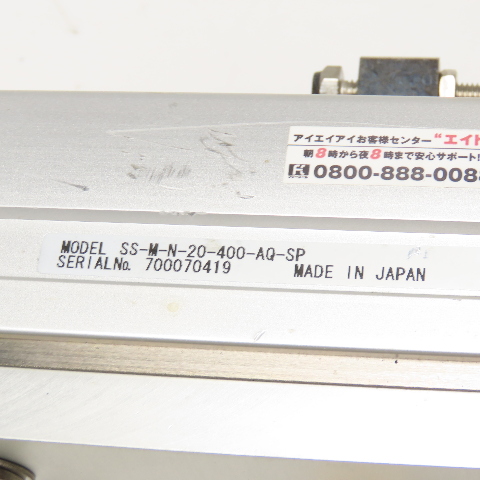 アイエイアイお客様センター "エイト
朝8時から夜8時まで安心サポート!
0800-888-0088
MODEL SS-M-N-20-400-AQ-SP
SERIALNo. 700070419 MADE IN JAPAN